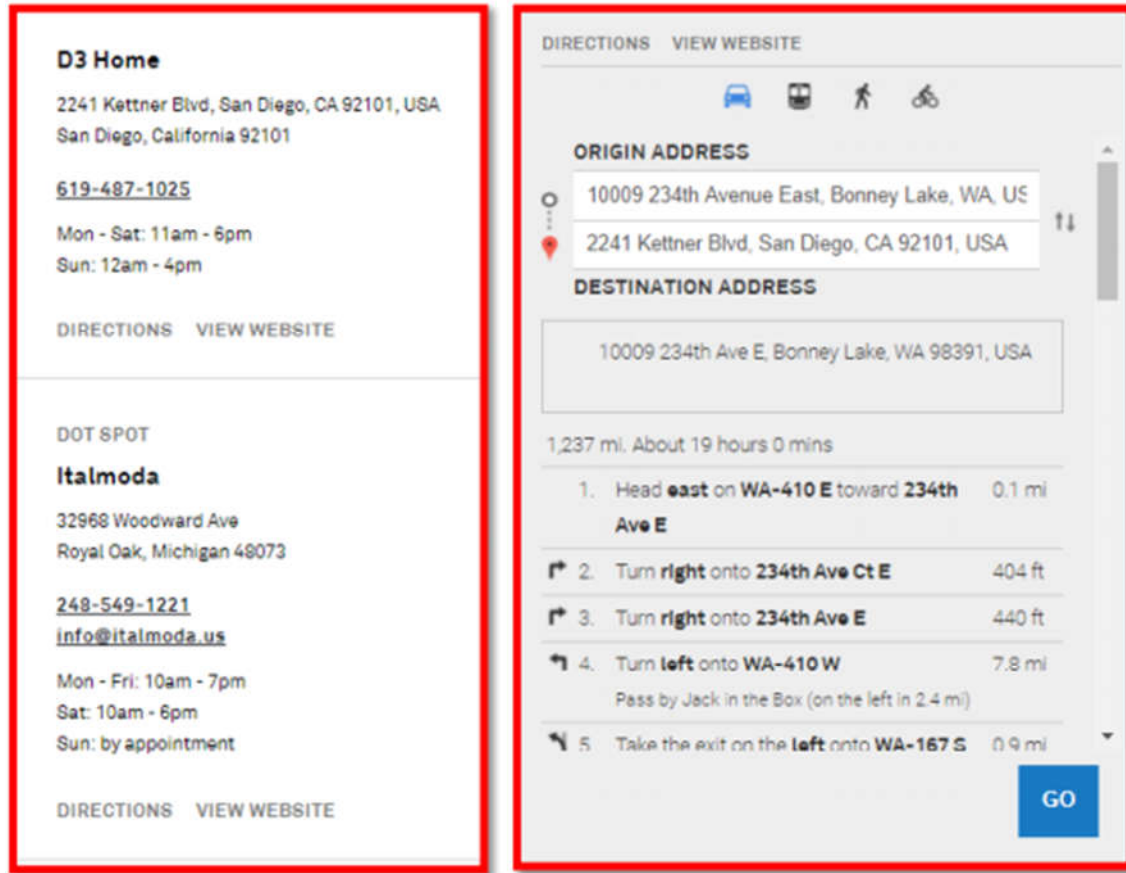 D3 Home
2241 Kettner Blvd, San Diego, CA 92101, USA
San Diego, California 92101
619-487-1025
Mon - Sat: 11am - 6pm
Sun: 12am - 4pm
DIRECTIONS VIEW WEBSITE
DOT SPOT
Italmoda
32968 Woodward Ave
Royal Oak, Michigan 48073
248-549-1221
info@italmoda.us
Mon - Fri: 10am - 7pm
Sat: 10am - 6pm
Sun: by appointment
DIRECTIONS VIEW WEBSITE
DIRECTIONS VIEW WEBSITE
ORIGIN ADDRESS
10009 234th Avenue East, Bonney Lake, WA, US
2241 Kettner Blvd, San Diego, CA 92101, USA
DESTINATION ADDRESS
10009 234th Ave E, Bonney Lake, WA 98391, USA
1,237 mi. About 19 hours 0 mins
1. Head east on WA-410 E toward 234th 0.1 mi
Ave E
2. Turn right onto 234th Ave Ct E 404 ft
3. Turn right onto 234th Ave E 440 ft
4. Turn left onto WA-410 W 7.8 mi
Pass by Jack in the Box (on the left in 2.4 mi)
5. Take the exit on the left onto WA-167 S 0.9 mi
GO